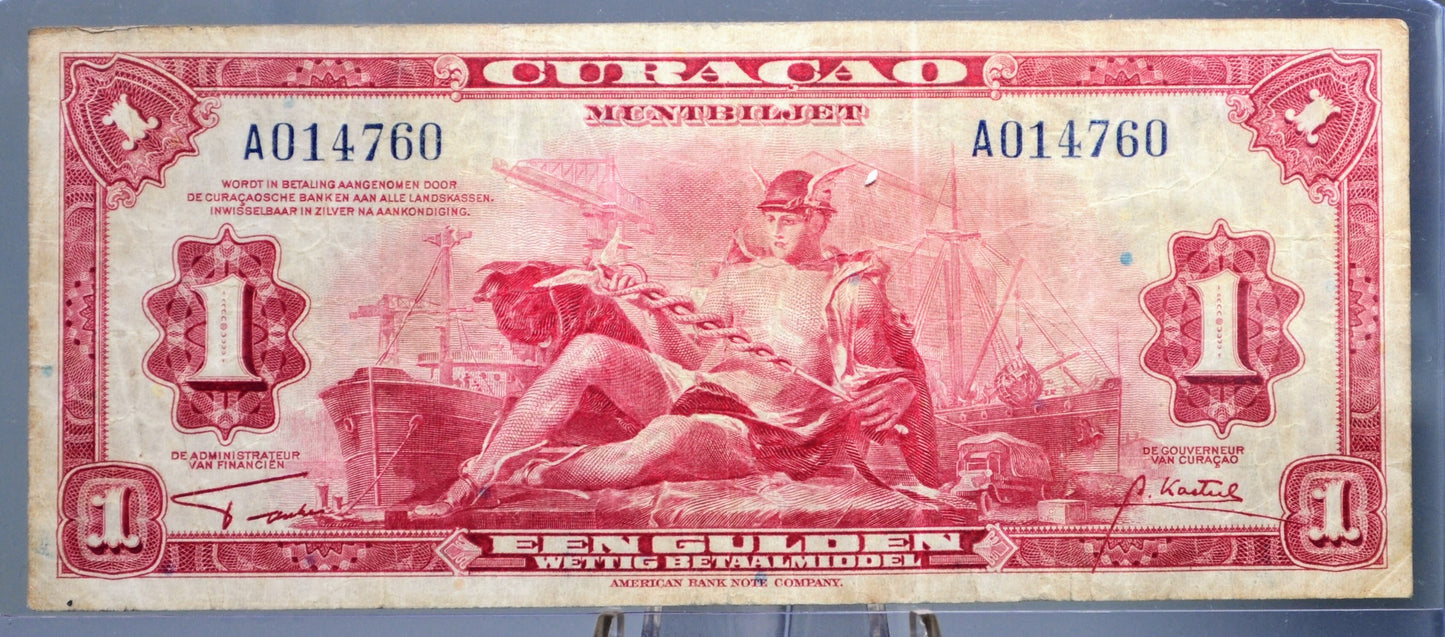 CURAÇAO
MUNTBILJET
A014760
A014760
WORDT IN BETALING AANGENOMEN DOOR
DE CURAÇAOSCHE BANK EN AAN ALLE LANDSKASSEN.
INWISSELBAAR IN ZILVER NA AANKONDIGING.
1
1
1
1
DE ADMINISTRATEUR
VAN FINANCIËN
DE GOUVERNEUR
VAN CURAÇAO
1
1
EEN GULDEN
WETTIG BETAALMIDDEL
AMERICAN BANK NOTE COMPANY.